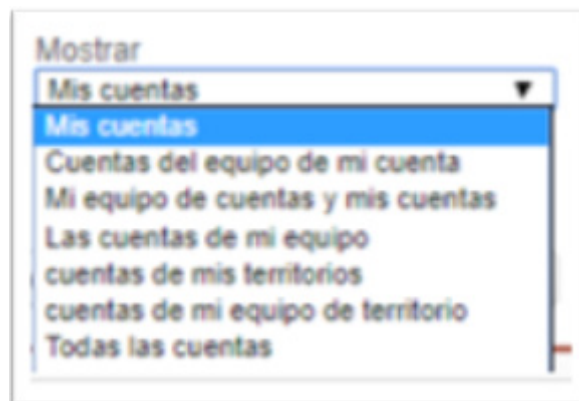 Mostrar
Mis cuentas
Mis cuentas
Cuentas del equipo de mi cuenta
Mi equipo de cuentas y mis cuentas
Las cuentas de mi equipo
cuentas de mis territorios
cuentas de mi equipo de territorio
Todas las cuentas